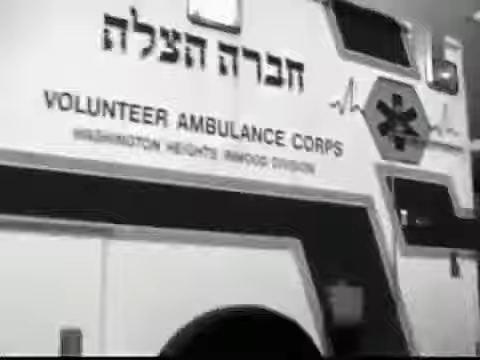 חברה הצלה
VOLUNTEER AMBULANCE CORPS
WASHINGTON HEIGHTS INWOOD DIVISION